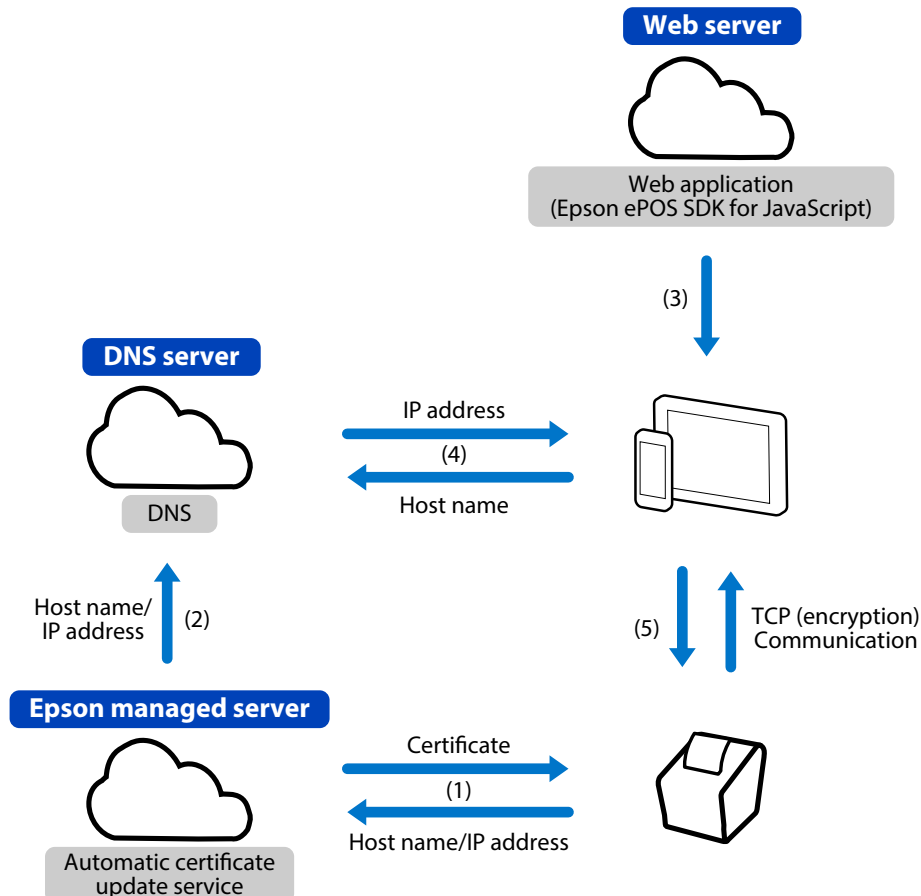 Web server
Web application
(Epson ePOS SDK for JavaScript)
(3)
DNS server
IP address
(4)
Host name
DNS
Host name/
IP address
(2)
(5)
TCP (encryption)
Communication
Epson managed server
Certificate
(1)
Host name/IP address
Automatic certificate
update service